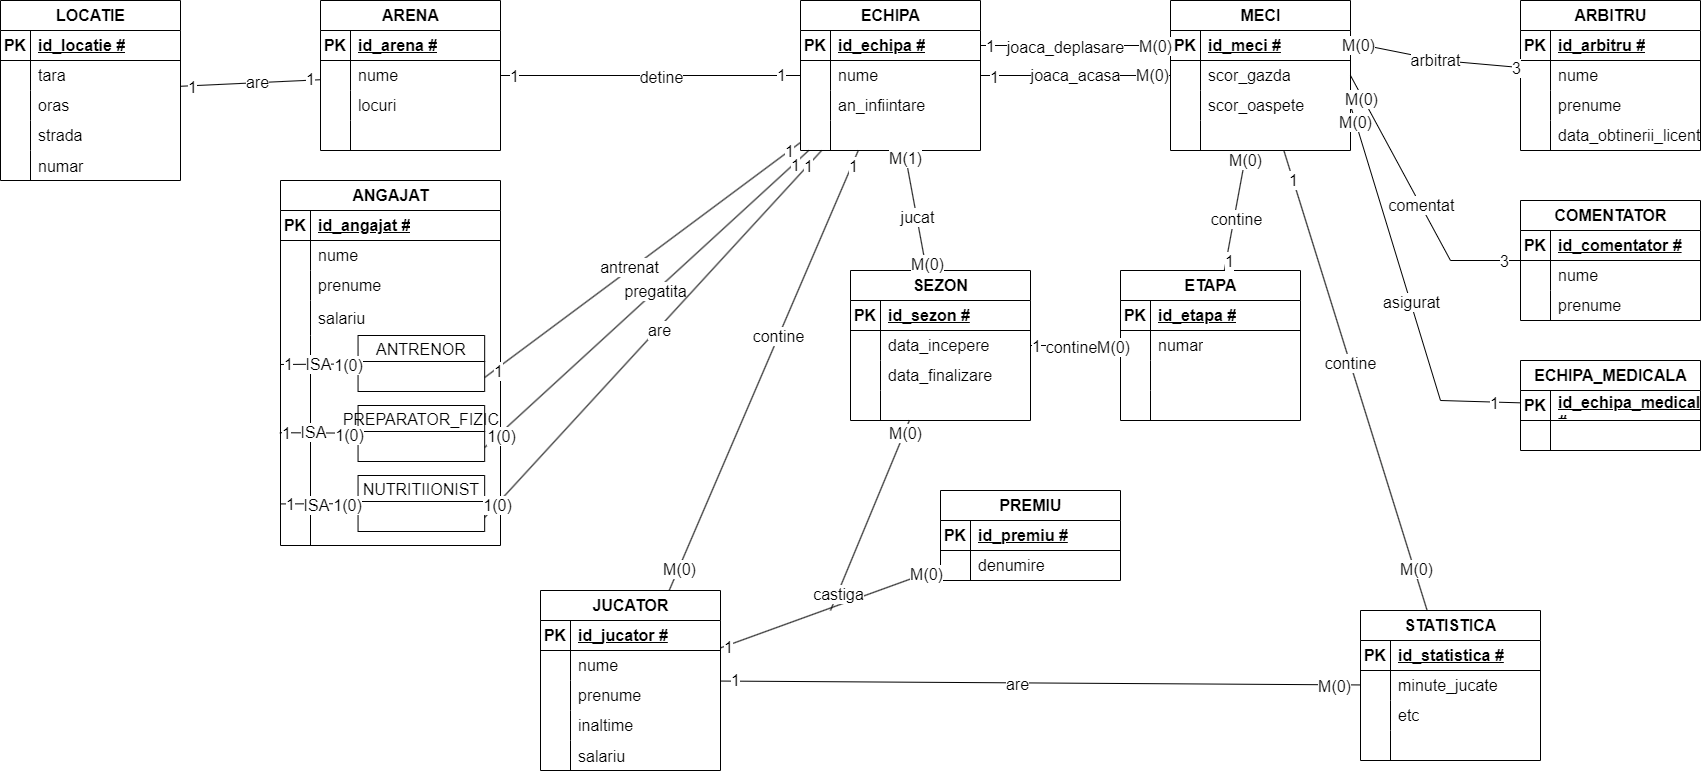 LOCATIE
PK id_locatie #
tara
oras
strada
numar
1 are 1
ARENA
PK id_arena #
nume
locuri
1 detine 1
ECHIPA
PK id_echipa #
nume
an_infiintare
1 joaca_deplasare M(0)
1 joaca_acasa M(0)
MECI
PK id_meci #
scor_gazda
scor_oaspete
M(0) arbitrat 3
ARBITRU
PK id_arbitru #
nume
prenume
data_obtinerii_licent
M(0) comentat 3
COMENTATOR
PK id_comentator #
nume
prenume
M(0) asigurat 1
ECHIPA_MEDICALA
PK id_echipa_medical
#
ANGAJAT
PK id_angajat #
nume
prenume
salariu
1 ISA 1(0)
ANTRENOR
1 antrenat 1
1 ISA 1(0)
PREPARATOR_FIZIC
1 pregatita 1(0)
1 ISA 1(0)
NUTRITIIONIST
1 are 1(0)
1 contine M(0)
M(1) jucat M(0)
SEZON
PK id_sezon #
data_incepere
data_finalizare
1 contine M(0)
M(0) contine 1
ETAPA
PK id_etapa #
numar
1 contine M(0)
M(0)
castiga
1 M(0)
PREMIU
PK id_premiu #
denumire
JUCATOR
PK id_jucator #
nume
prenume
inaltime
salariu
1 are M(0)
STATISTICA
PK id_statistica #
minute_jucate
etc